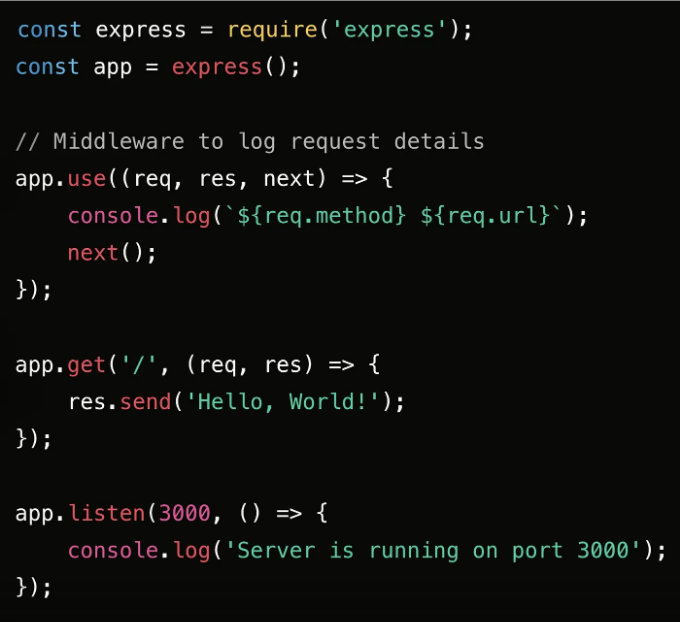 const express = require('express');
const app = express();

// Middleware to log request details
app.use((req, res, next) => {
    console.log(`${req.method} ${req.url}`);
    next();
});

app.get('/', (req, res) => {
    res.send('Hello, World!');
});

app.listen(3000, () => {
    console.log('Server is running on port 3000');
});